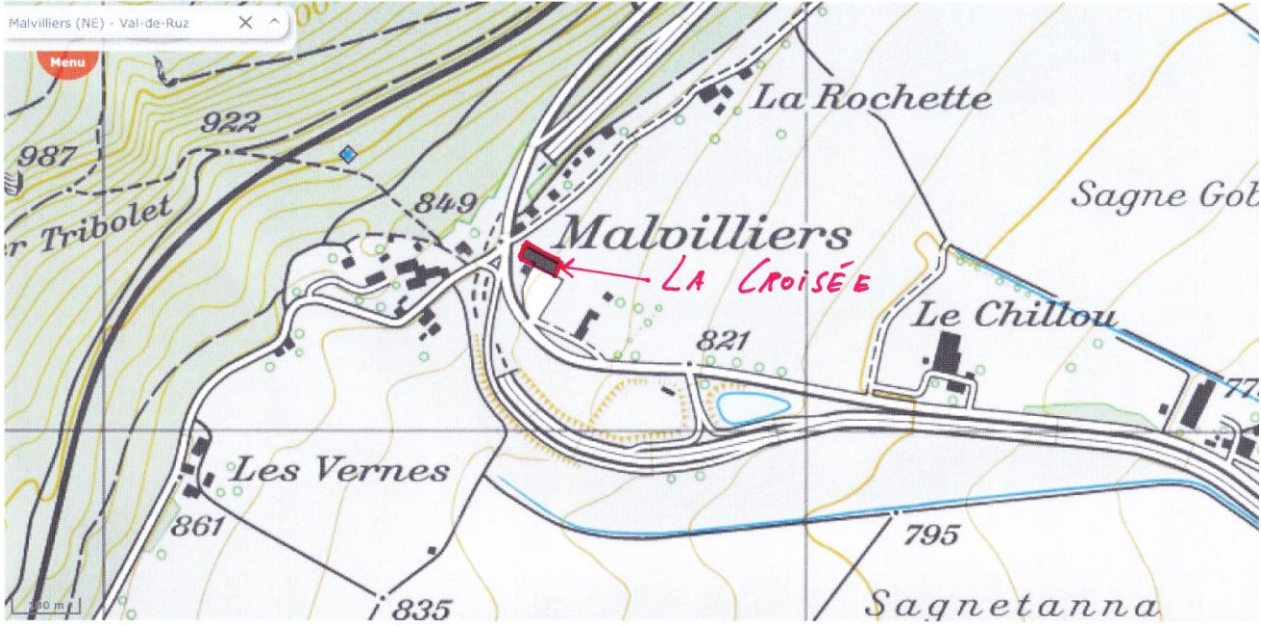 Malvilliers (NE) - Val-de-Ruz
Menu
922
La Rochette
987
Sagne Gob
849
r Tribolet
Malvilliers
LA CROISÉE
Le Chillou
821
77
Les Vernes
861
795
835
Sagnetanna